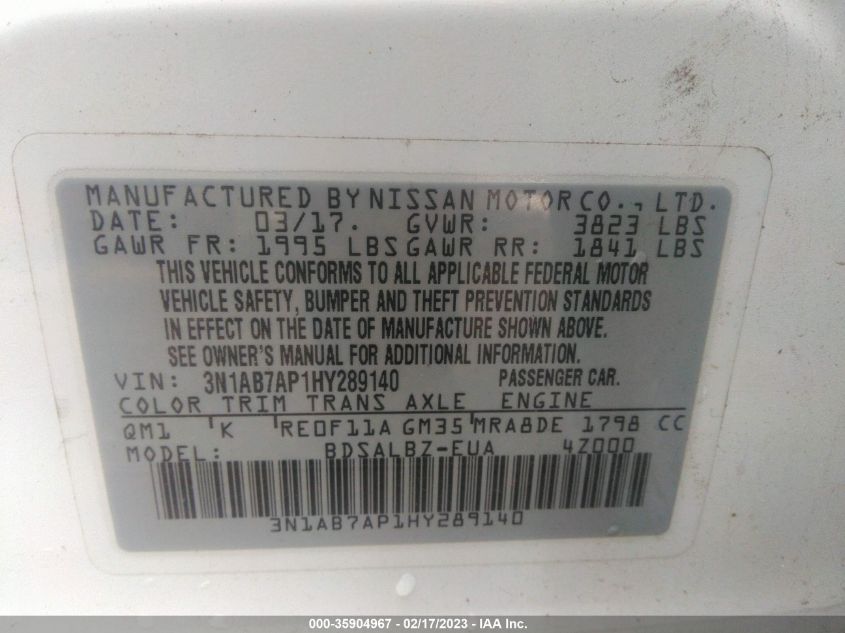 MANUFACTURED BY NISSAN MOTOR CO., LTD.
DATE: 03/17. GVWR: 3823 LBS
GAWR FR: 1995 LBS GAWR RR: 1841 LBS
THIS VEHICLE CONFORMS TO ALL APPLICABLE FEDERAL MOTOR
VEHICLE SAFETY, BUMPER AND THEFT PREVENTION STANDARDS
IN EFFECT ON THE DATE OF MANUFACTURE SHOWN ABOVE.
SEE OWNER'S MANUAL FOR ADDITIONAL INFORMATION.
VIN: 3N1AB7AP1HY289140 PASSENGER CAR.
COLOR TRIM TRANS AXLE ENGINE
QM1 'K 'RE0F11A GM35'MRA8DE 1798 CC
MODEL: BDSALBZ-EUA 4Z000
3N1AB7AP1HY289140
000-35904967 - 02/17/2023 - IAA Inc.